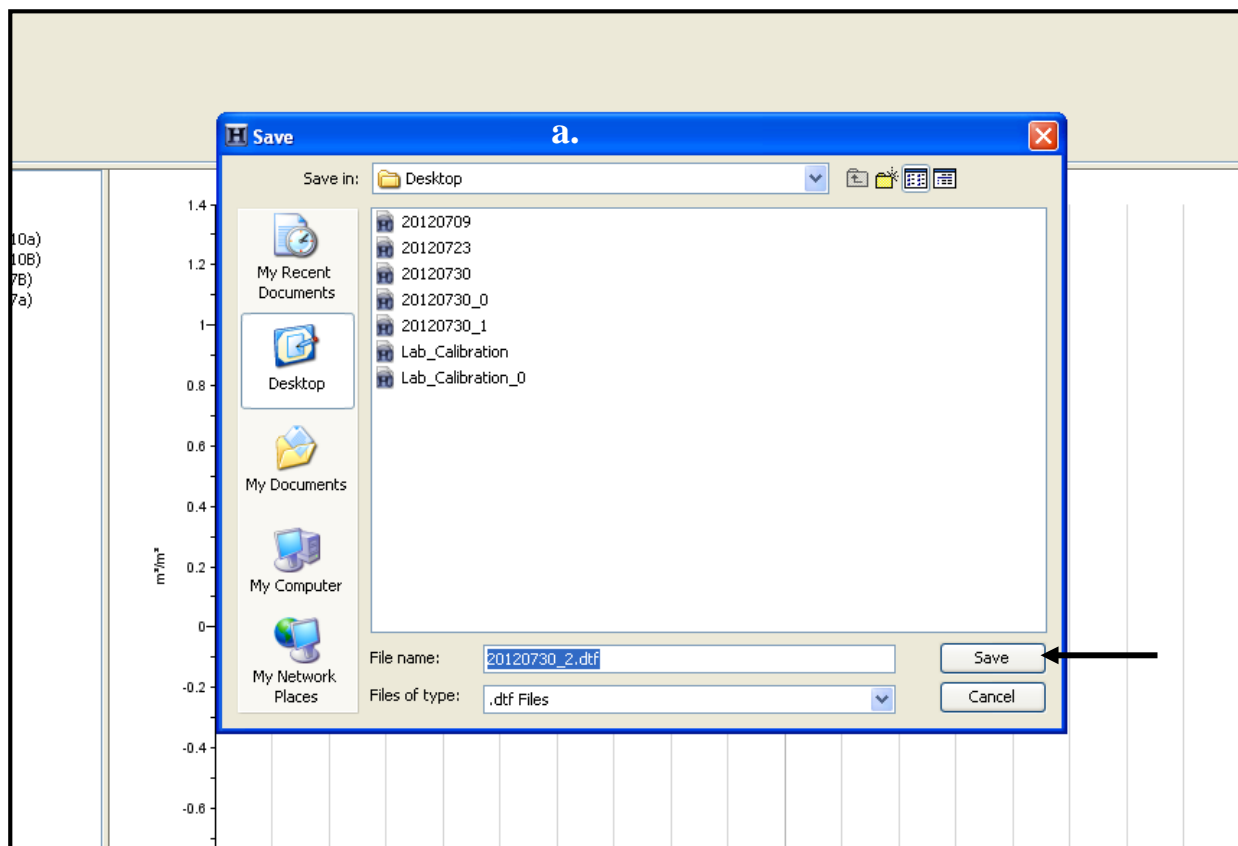 H Save
a.
Save in:
Desktop
My Recent
Documents
Desktop
My Documents
My Computer
My Network
Places
20120709
20120723
20120730
20120730_0
20120730_1
Lab_Calibration
Lab_Calibration_0
File name:
20120730_2.dtf
Save
Files of type:
.dtf Files
Cancel
10a)
10B)
7B)
7a)
m³/m³
1.4
1.2
1
0.8
0.6
0.4
0.2
0
-0.2
-0.4
-0.6